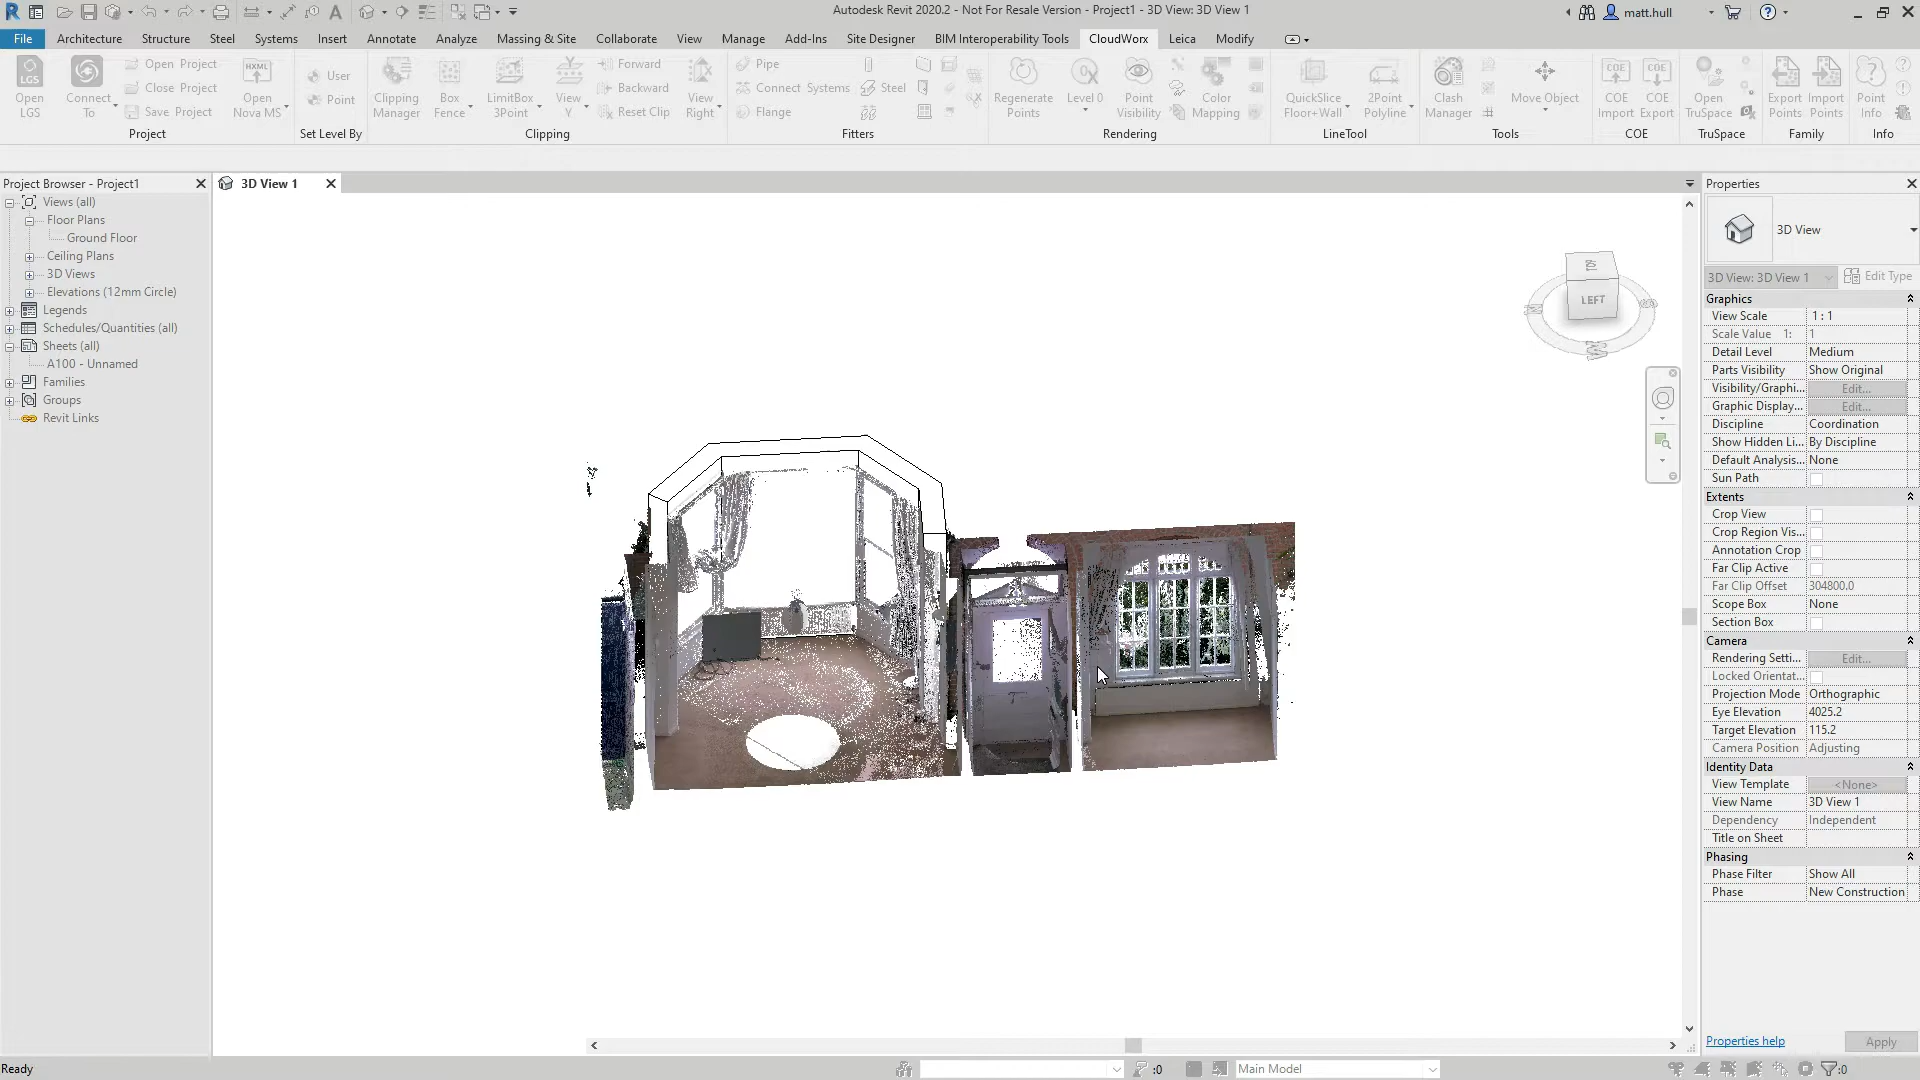 Autodesk Revit 2020.2 - Not For Resale Version - Project1 - 3D View: 3D View 1
matt.hull
File Architecture Structure Steel Systems Insert Annotate Analyze Massing & Site Collaborate View Manage Add-Ins Site Designer BIM Interoperability Tools CloudWorx Leica Modify
Open LGS
Connect To
Open Project
Close Project
Save Project
Open Nova MS
Project
User
Point
Set Level By
Clipping Manager
Box Fence
LimitBox 3Point
View Y
Forward
Backward
Reset Clip
View Right
Clipping
Pipe
Connect Systems
Flange
Steel
Fitters
Regenerate Points
Level 0
Point Visibility
Color Mapping
Rendering
QuickSlice Floor+Wall
2Point Polyline
LineTool
Clash Manager
Move Object
Tools
COE Import
COE Export
COE
Open TruSpace
TruSpace
Export Points
Import Points
Family
Point Info
Info
Project Browser - Project1
Views (all)
Floor Plans
Ground Floor
Ceiling Plans
3D Views
Elevations (12mm Circle)
Legends
Schedules/Quantities (all)
Sheets (all)
A100 - Unnamed
Families
Groups
Revit Links
3D View 1
TOP
LEFT
W
Properties
3D View
3D View: 3D View 1 Edit Type
Graphics
View Scale 1 : 1
Scale Value 1: 1
Detail Level Medium
Parts Visibility Show Original
Visibility/Graphi... Edit...
Graphic Display... Edit...
Discipline Coordination
Show Hidden Li... By Discipline
Default Analysis... None
Sun Path
Extents
Crop View
Crop Region Vis...
Annotation Crop
Far Clip Active
Far Clip Offset 304800.0
Scope Box None
Section Box
Camera
Rendering Setti... Edit...
Locked Orientat...
Projection Mode Orthographic
Eye Elevation 4025.2
Target Elevation 115.2
Camera Position Adjusting
Identity Data
View Template <None>
View Name 3D View 1
Dependency Independent
Title on Sheet
Phasing
Phase Filter Show All
Phase New Construction
Properties help Apply
Ready
:0
Main Model
:0